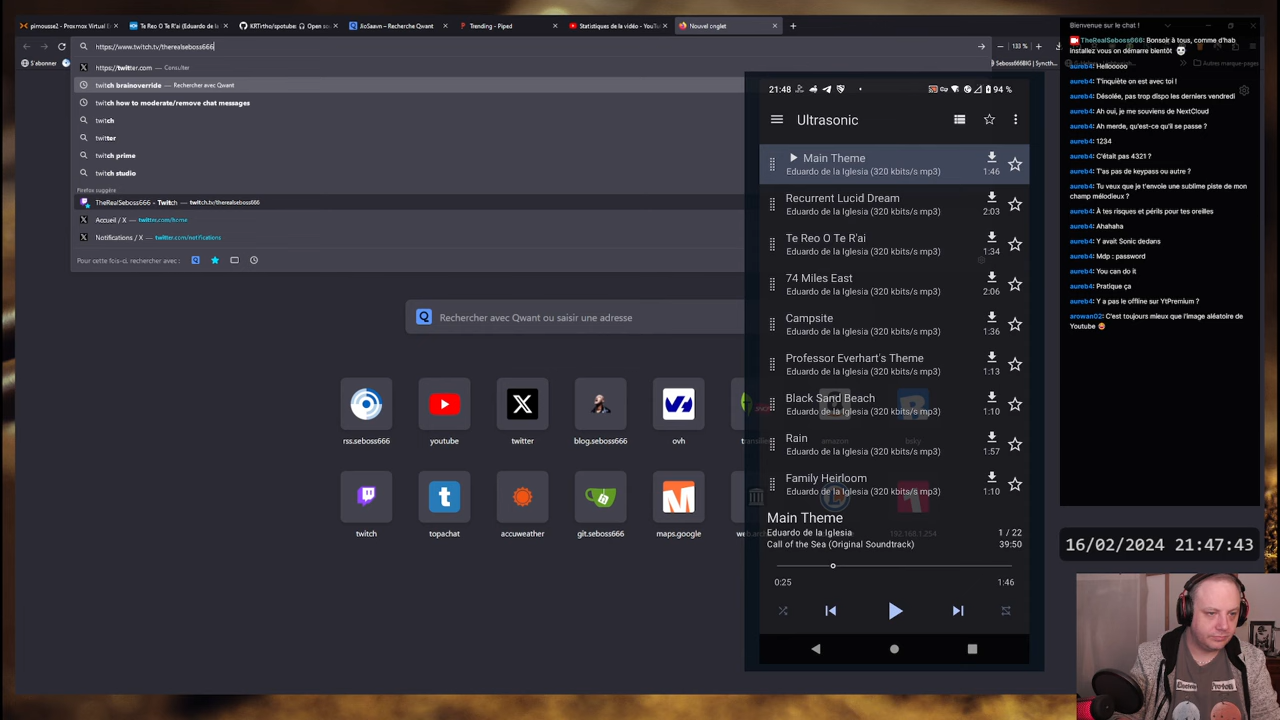 pimousse2 - Proxmox Virtual E
Te Reo O Te R'ai (Eduardo de la
KRTirtho/spotube: Open so
JioSaavn – Recherche Qwant
Trending - Piped
Statistiques de la vidéo - YouT
Nouvel onglet
https://www.twitch.tv/therealseboss666
133 %
S'abonner
Seboss666BIG | Syncth
Autres marque-pages
https://twitter.com — Consulter
twitch brainoverride — Rechercher avec Qwant
twitch how to moderate/remove chat messages
twitch
twitter
twitch prime
twitch studio
Firefox suggère
TheRealSeboss666 - Twitch — twitch.tv/therealseboss666
Accueil / X — twitter.com/home
Notifications / X — twitter.com/notifications
Pour cette fois-ci, rechercher avec :
Rechercher avec Qwant ou saisir une adresse
rss.seboss666
youtube
twitter
blog.seboss666
ovh
amazon
bsky
twitch
topachat
accuweather
git.seboss666
maps.google
192.168.1.254
21:48
94 %
Ultrasonic
Main Theme
Eduardo de la Iglesia (320 kbits/s mp3)
1:46
Recurrent Lucid Dream
Eduardo de la Iglesia (320 kbits/s mp3)
2:03
Te Reo O Te R'ai
Eduardo de la Iglesia (320 kbits/s mp3)
1:34
74 Miles East
Eduardo de la Iglesia (320 kbits/s mp3)
2:06
Campsite
Eduardo de la Iglesia (320 kbits/s mp3)
1:36
Professor Everhart's Theme
Eduardo de la Iglesia (320 kbits/s mp3)
1:13
Black Sand Beach
Eduardo de la Iglesia (320 kbits/s mp3)
1:10
Rain
Eduardo de la Iglesia (320 kbits/s mp3)
1:57
Family Heirloom
Eduardo de la Iglesia (320 kbits/s mp3)
1:10
Main Theme
Eduardo de la Iglesia
1 / 22
Call of the Sea (Original Soundtrack)
39:50
0:25
1:46
Bienvenue sur le chat !
TheRealSeboss666: Bonsoir à tous, comme d'hab
installez vous on démarre bientôt
aureb4: Hellooooo
aureb4: T'inquiète on est avec toi !
aureb4: Désolée, pas trop dispo les derniers vendredi
aureb4: Ah oui, je me souviens de NextCloud
aureb4: Ah merde, qu'est-ce qu'il se passe ?
aureb4: 1234
aureb4: C'était pas 4321 ?
aureb4: T'as pas de keypass ou autre ?
aureb4: Tu veux que je t'envoie une sublime piste de
mon champ mélodieux ?
aureb4: À tes risques et périls pour tes oreilles
aureb4: Ahahaha
aureb4: Y avait Sonic dedans
aureb4: Mdp : password
aureb4: You can do it
aureb4: Pratique ça
aureb4: Y a pas le offline sur YtPremium ?
arowan02: C'est toujours mieux que l'image aléatoire de
Youtube
16/02/2024 21:47:43